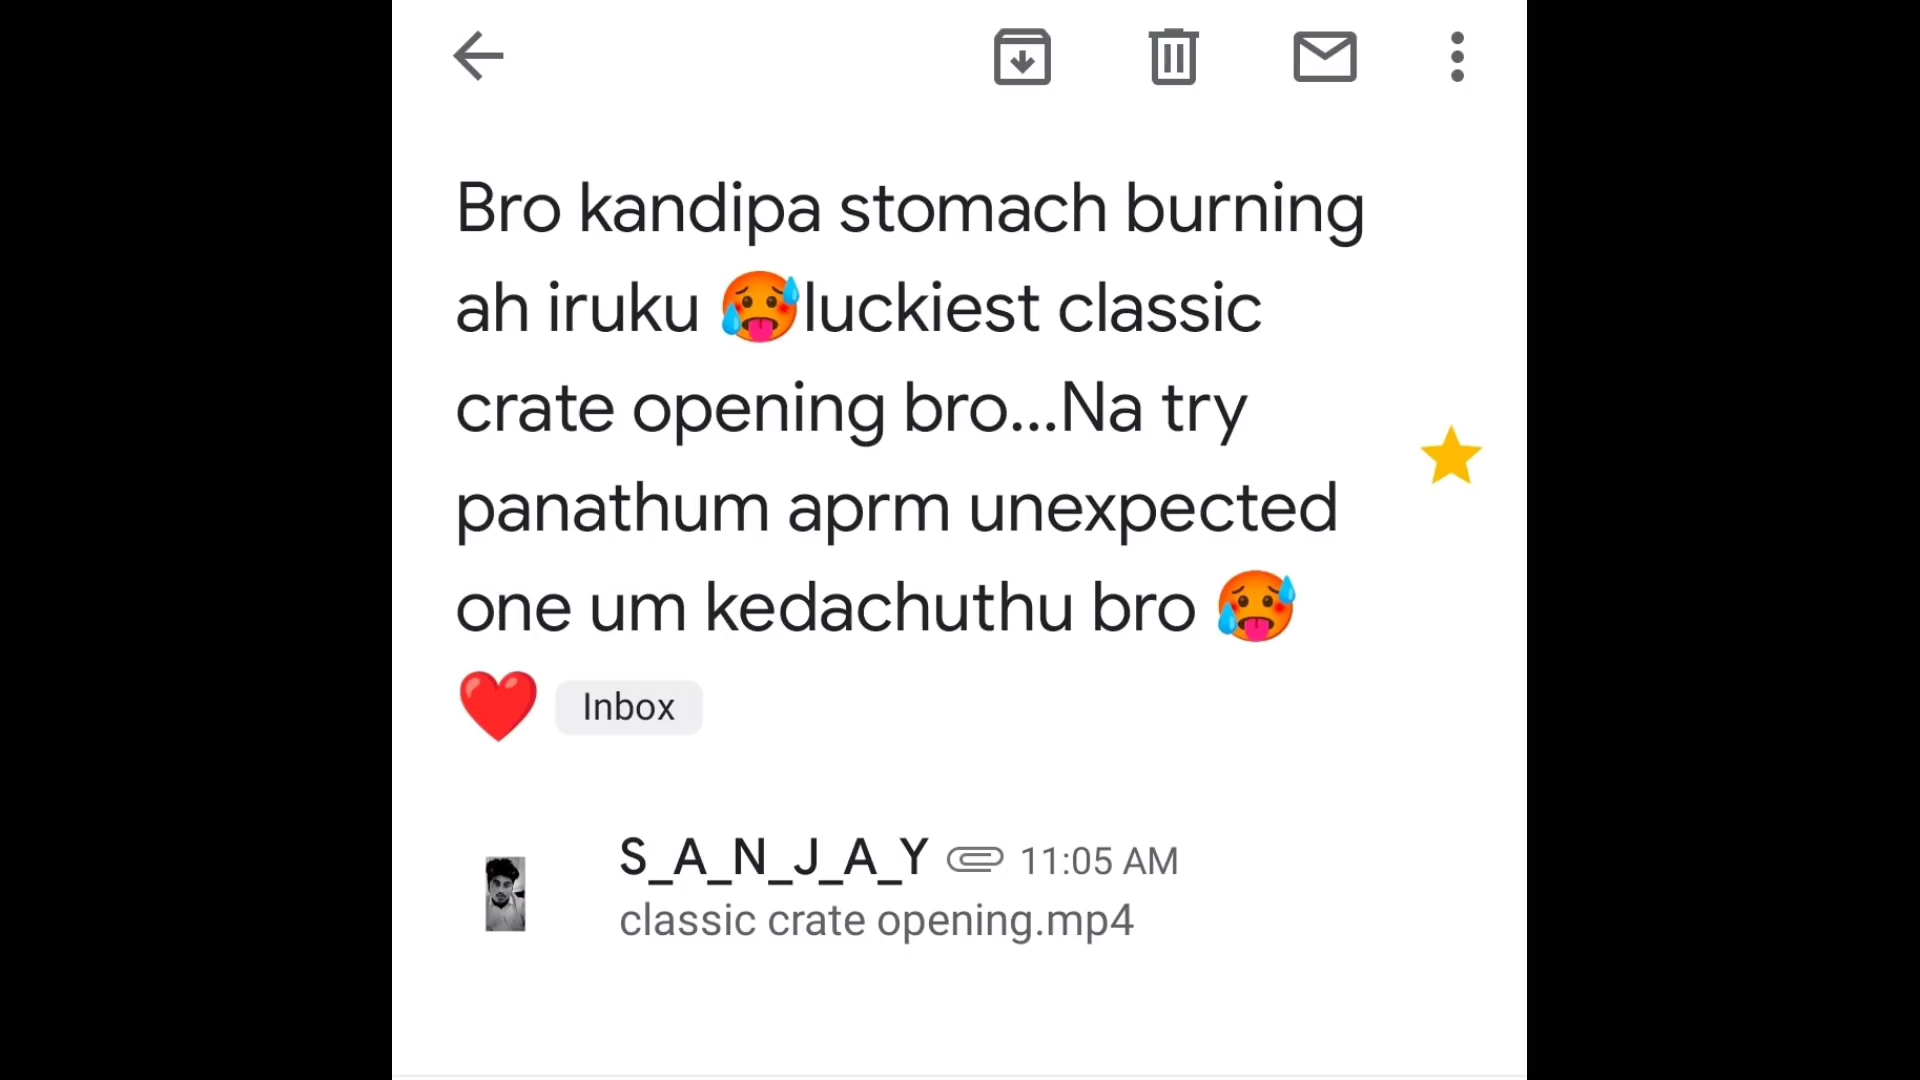 Bro kandipa stomach burning
ah iruku 🥵luckiest classic
crate opening bro...Na try
panathum aprm unexpected
one um kedachuthu bro 🥵
❤️ Inbox
S_A_N_J_A_Y 11:05 AM
classic crate opening.mp4